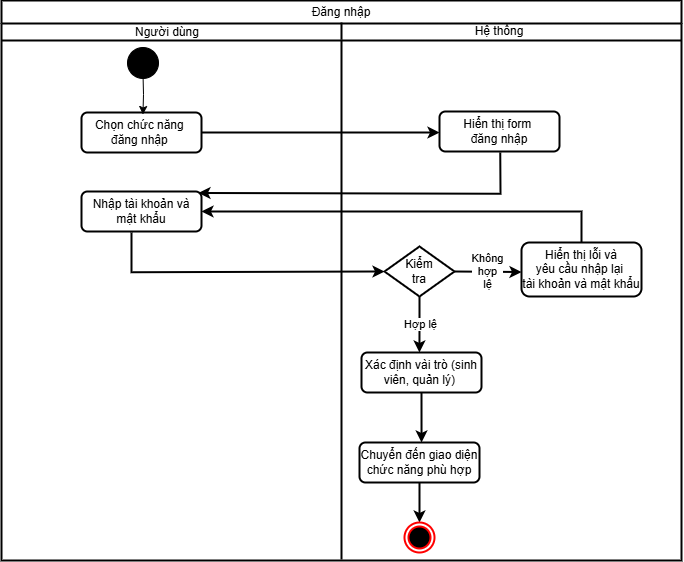 Đăng nhập
Người dùng
Hệ thống
Chọn chức năng
đăng nhập
Hiển thị form
đăng nhập
Nhập tài khoản và
mật khẩu
Kiểm
tra
Không
hợp
lệ
Hiển thị lỗi và
yêu cầu nhập lại
tài khoản và mật khẩu
Hợp lệ
Xác định vài trò (sinh
viên, quản lý)
Chuyển đến giao diện
chức năng phù hợp